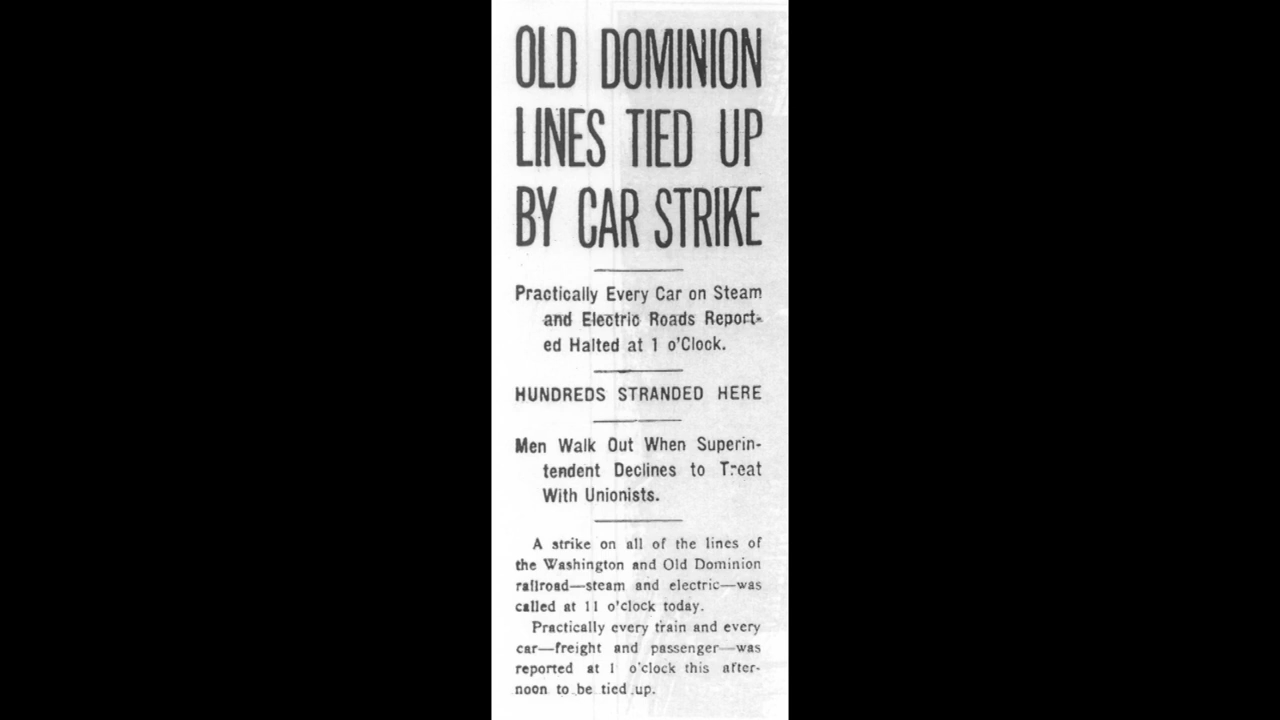 OLD DOMINION
LINES TIED UP
BY CAR STRIKE
Practically Every Car on Steam
and Electric Roads Report-
ed Halted at 1 o'Clock.
HUNDREDS STRANDED HERE
Men Walk Out When Superin-
tendent Declines to Treat
With Unionists.
A strike on all of the lines of
the Washington and Old Dominion
railroad—steam and electric—was
called at 11 o'clock today.
Practically every train and every
car—freight and passenger—was
reported at 1 o'clock this after-
noon to be tied up.